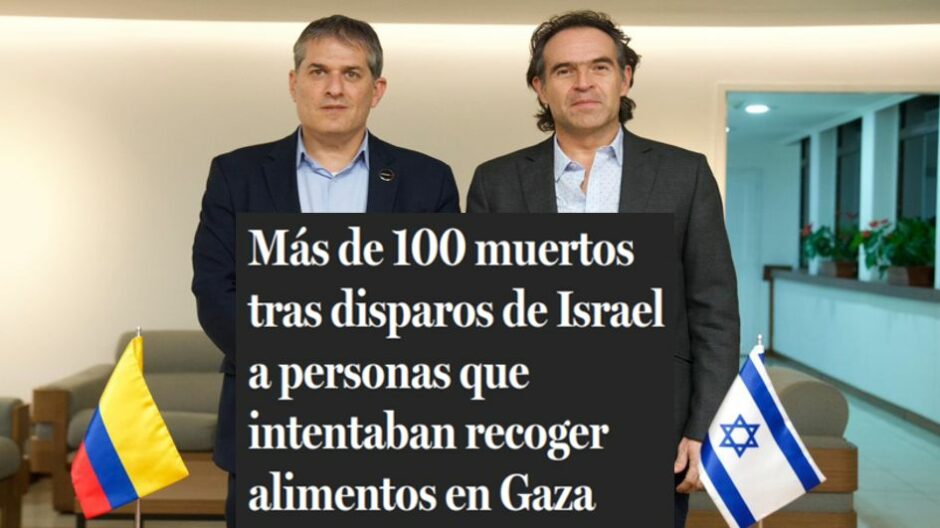 Más de 100 muertos
tras disparos de Israel
a personas que
intentaban recoger
alimentos en Gaza